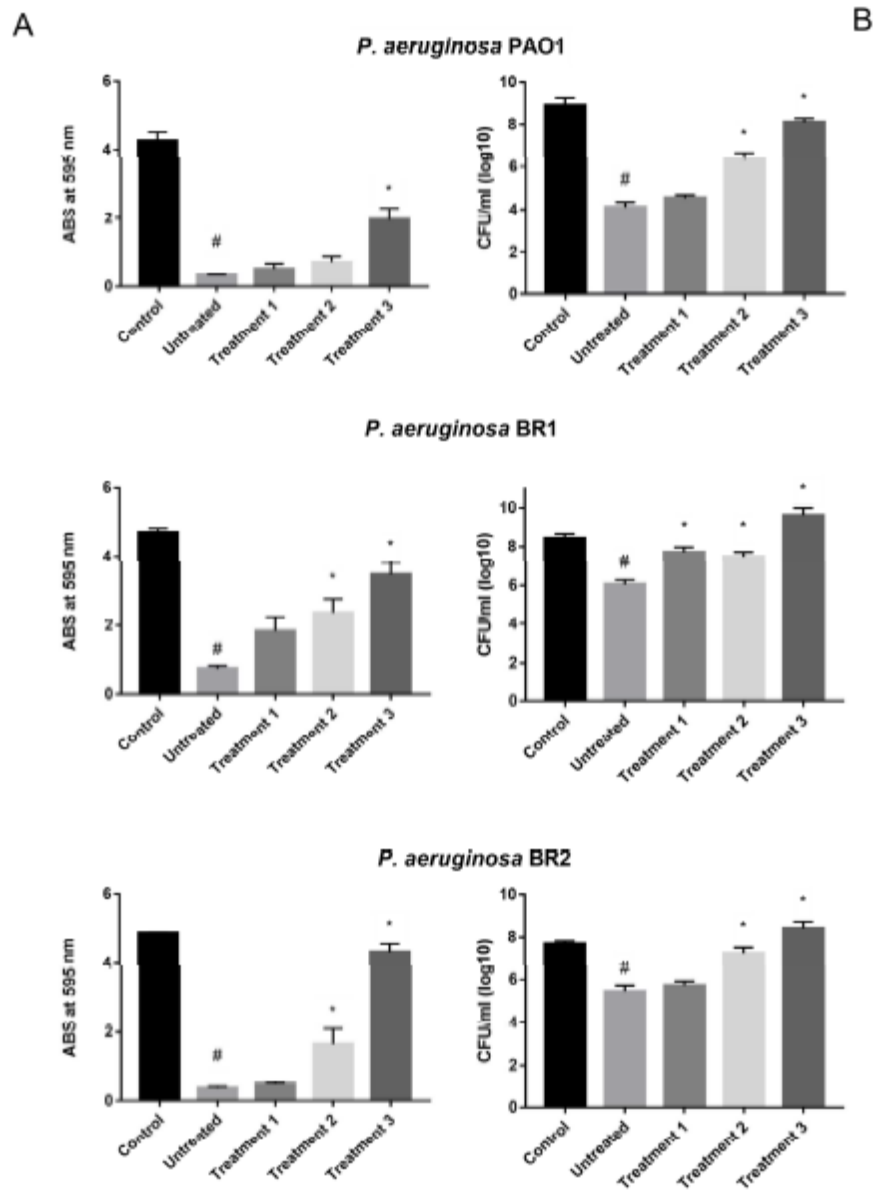 A
B
P. aeruginosa PAO1
ABS at 595 nm
6
4
2
0
#
*
Control
Untreated
Treatment 1
Treatment 2
Treatment 3
CFU/ml (log10)
10
8
6
4
2
0
#
*
*
Control
Untreated
Treatment 1
Treatment 2
Treatment 3
P. aeruginosa BR1
ABS at 595 nm
6
4
2
0
#
*
*
Control
Untreated
Treatment 1
Treatment 2
Treatment 3
CFU/ml (log10)
10
8
6
4
2
0
#
*
*
*
Control
Untreated
Treatment 1
Treatment 2
Treatment 3
P. aeruginosa BR2
ABS at 595 nm
6
4
2
0
#
*
*
Control
Untreated
Treatment 1
Treatment 2
Treatment 3
CFU/ml (log10)
10
8
6
4
2
0
#
*
*
Control
Untreated
Treatment 1
Treatment 2
Treatment 3